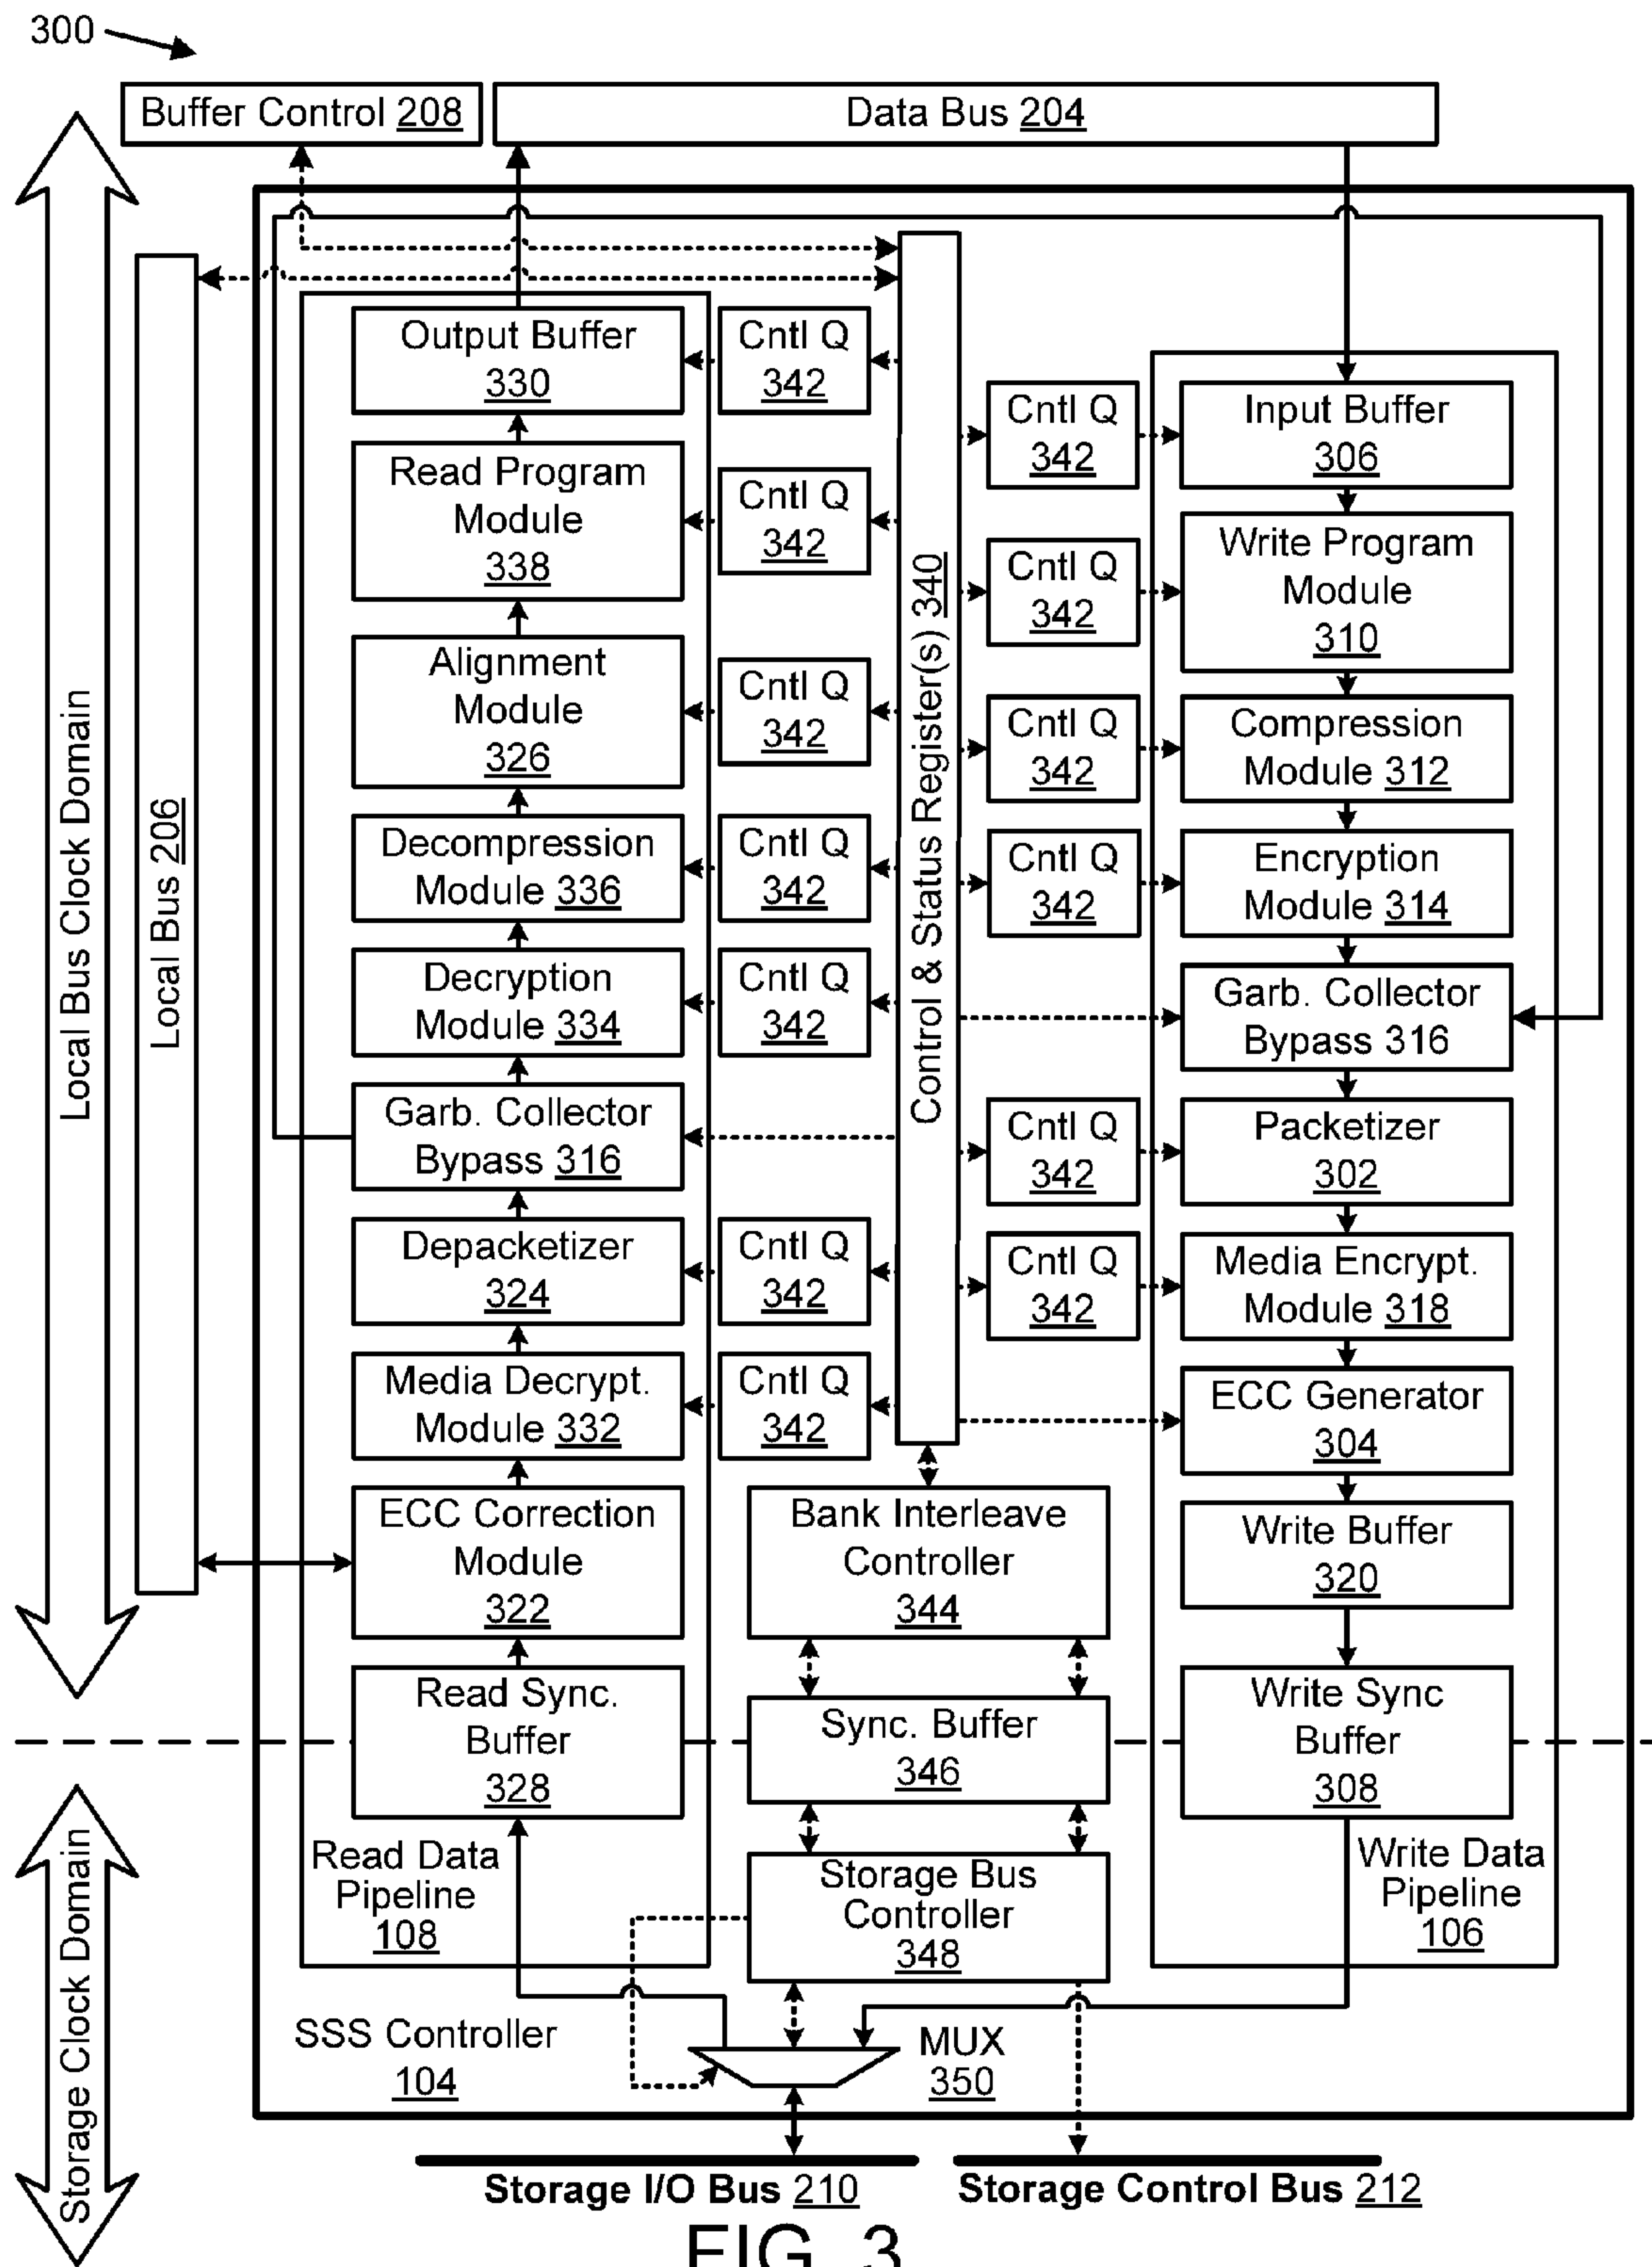 300
Buffer Control 208
Data Bus 204
Local Bus Clock Domain
Local Bus 206
Output Buffer
330
Cntl Q
342
Read Program
Module
338
Cntl Q
342
Alignment
Module
326
Cntl Q
342
Decompression
Module 336
Cntl Q
342
Decryption
Module 334
Cntl Q
342
Garb. Collector
Bypass 316
Depacketizer
324
Cntl Q
342
Media Decrypt.
Module 332
Cntl Q
342
ECC Correction
Module
322
Read Sync.
Buffer
328
Read Data
Pipeline
108
Control & Status Register(s) 340
Bank Interleave
Controller
344
Sync. Buffer
346
Storage Bus
Controller
348
Cntl Q
342
Input Buffer
306
Cntl Q
342
Write Program
Module
310
Cntl Q
342
Compression
Module 312
Cntl Q
342
Encryption
Module 314
Garb. Collector
Bypass 316
Cntl Q
342
Packetizer
302
Cntl Q
342
Media Encrypt.
Module 318
ECC Generator
304
Write Buffer
320
Write Sync
Buffer
308
Write Data
Pipeline
106
Storage Clock Domain
SSS Controller
104
MUX
350
Storage I/O Bus 210
Storage Control Bus 212
FIG. 3